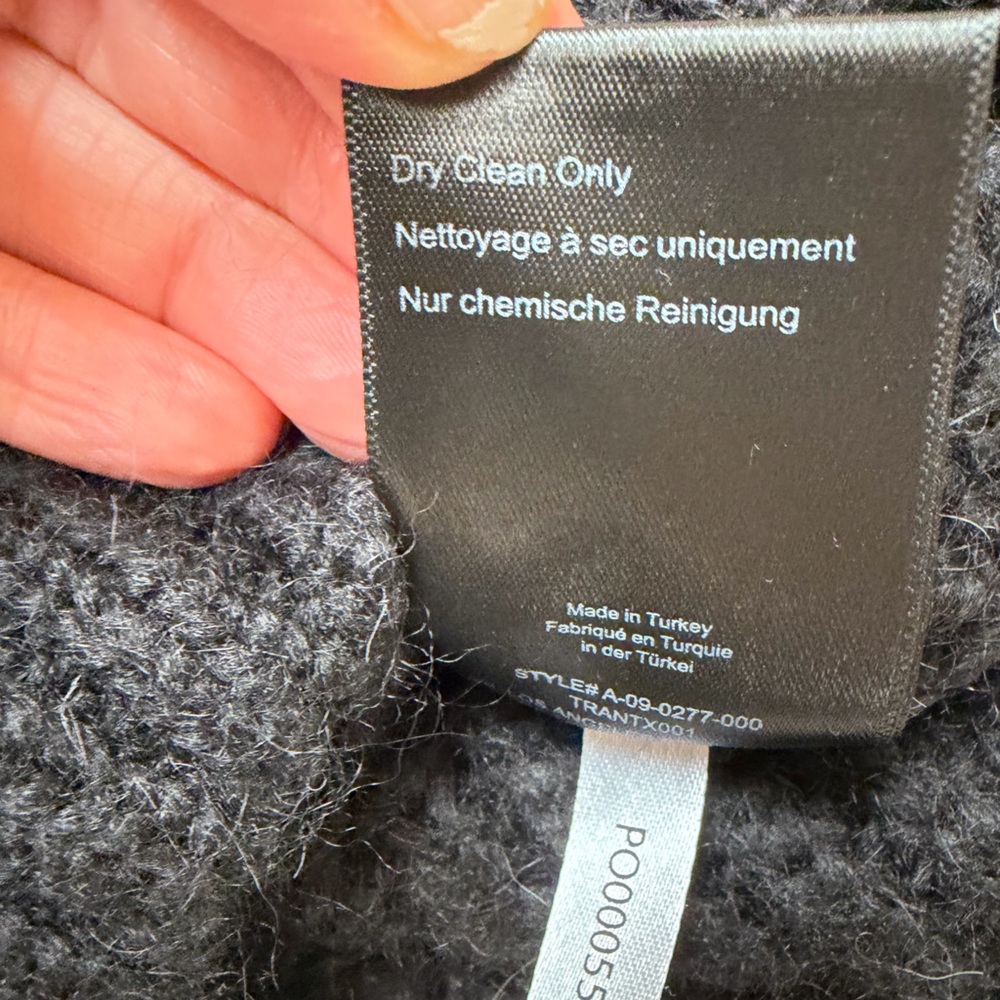 Dry Clean Only
Nettoyage à sec uniquement
Nur chemische Reinigung
Made in Turkey
Fabriqué en Turquie
in der Türkei
STYLE# A-09-0277-000
TRANTX001
PO00055